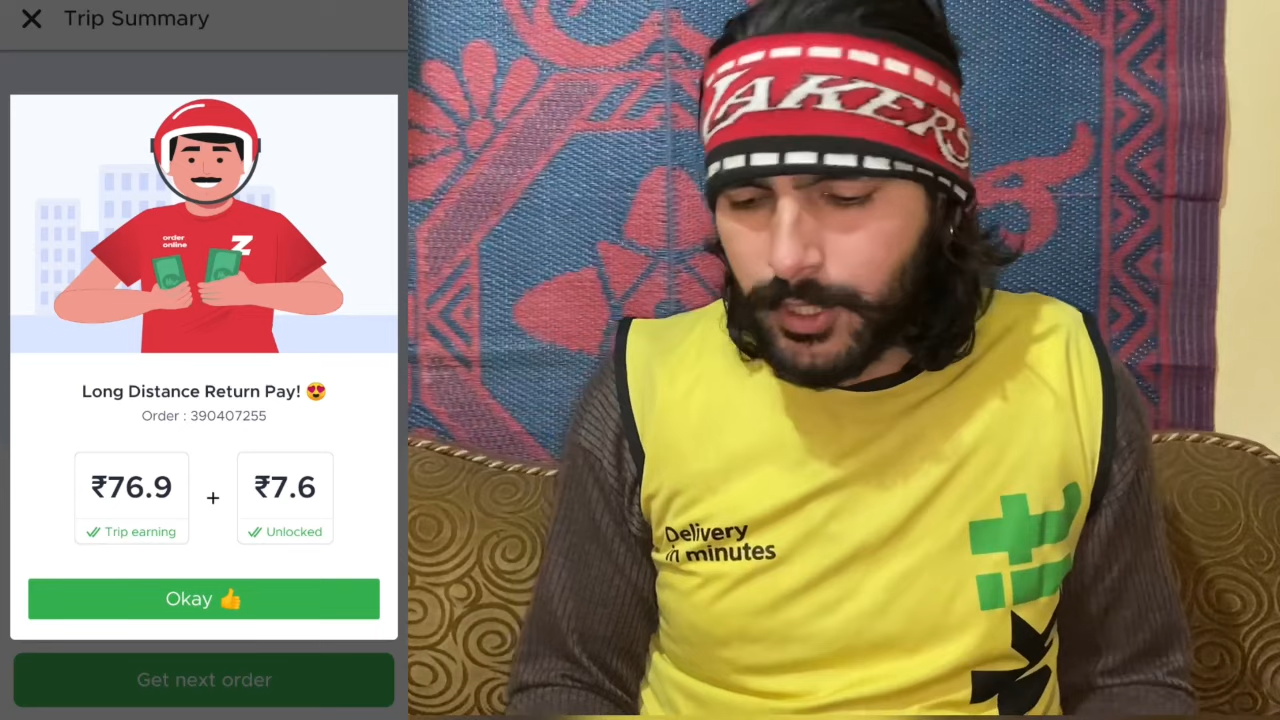 Trip Summary
order
online
Z
Long Distance Return Pay! 😍
Order : 390407255
₹76.9
+
₹7.6
Trip earning
Unlocked
Okay 👍
Get next order
LAKERS
Delivery
in minutes